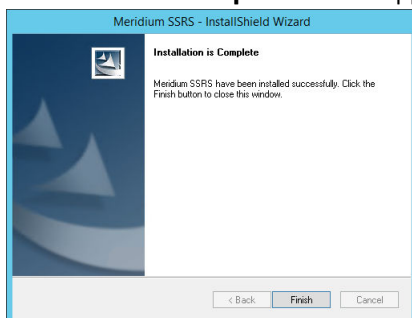 Meridium SSRS - InstallShield Wizard
Installation is Complete
Meridium SSRS have been installed successfully. Click the
Finish button to close this window.
< Back Finish Cancel